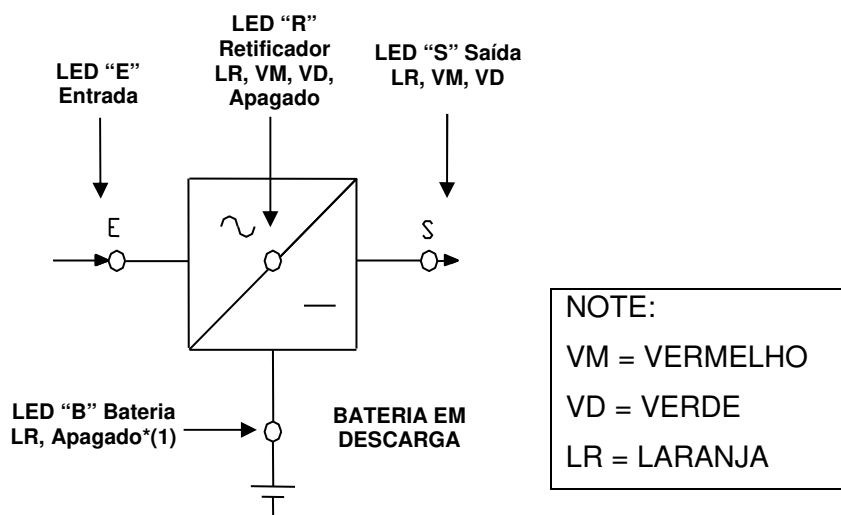 LED “E”
Entrada
LED “R”
Retificador
LR, VM, VD,
Apagado
LED “S” Saída
LR, VM, VD
E
S
LED “B” Bateria
LR, Apagado*(1)
BATERIA EM
DESCARGA
NOTE:
VM = VERMELHO
VD = VERDE
LR = LARANJA